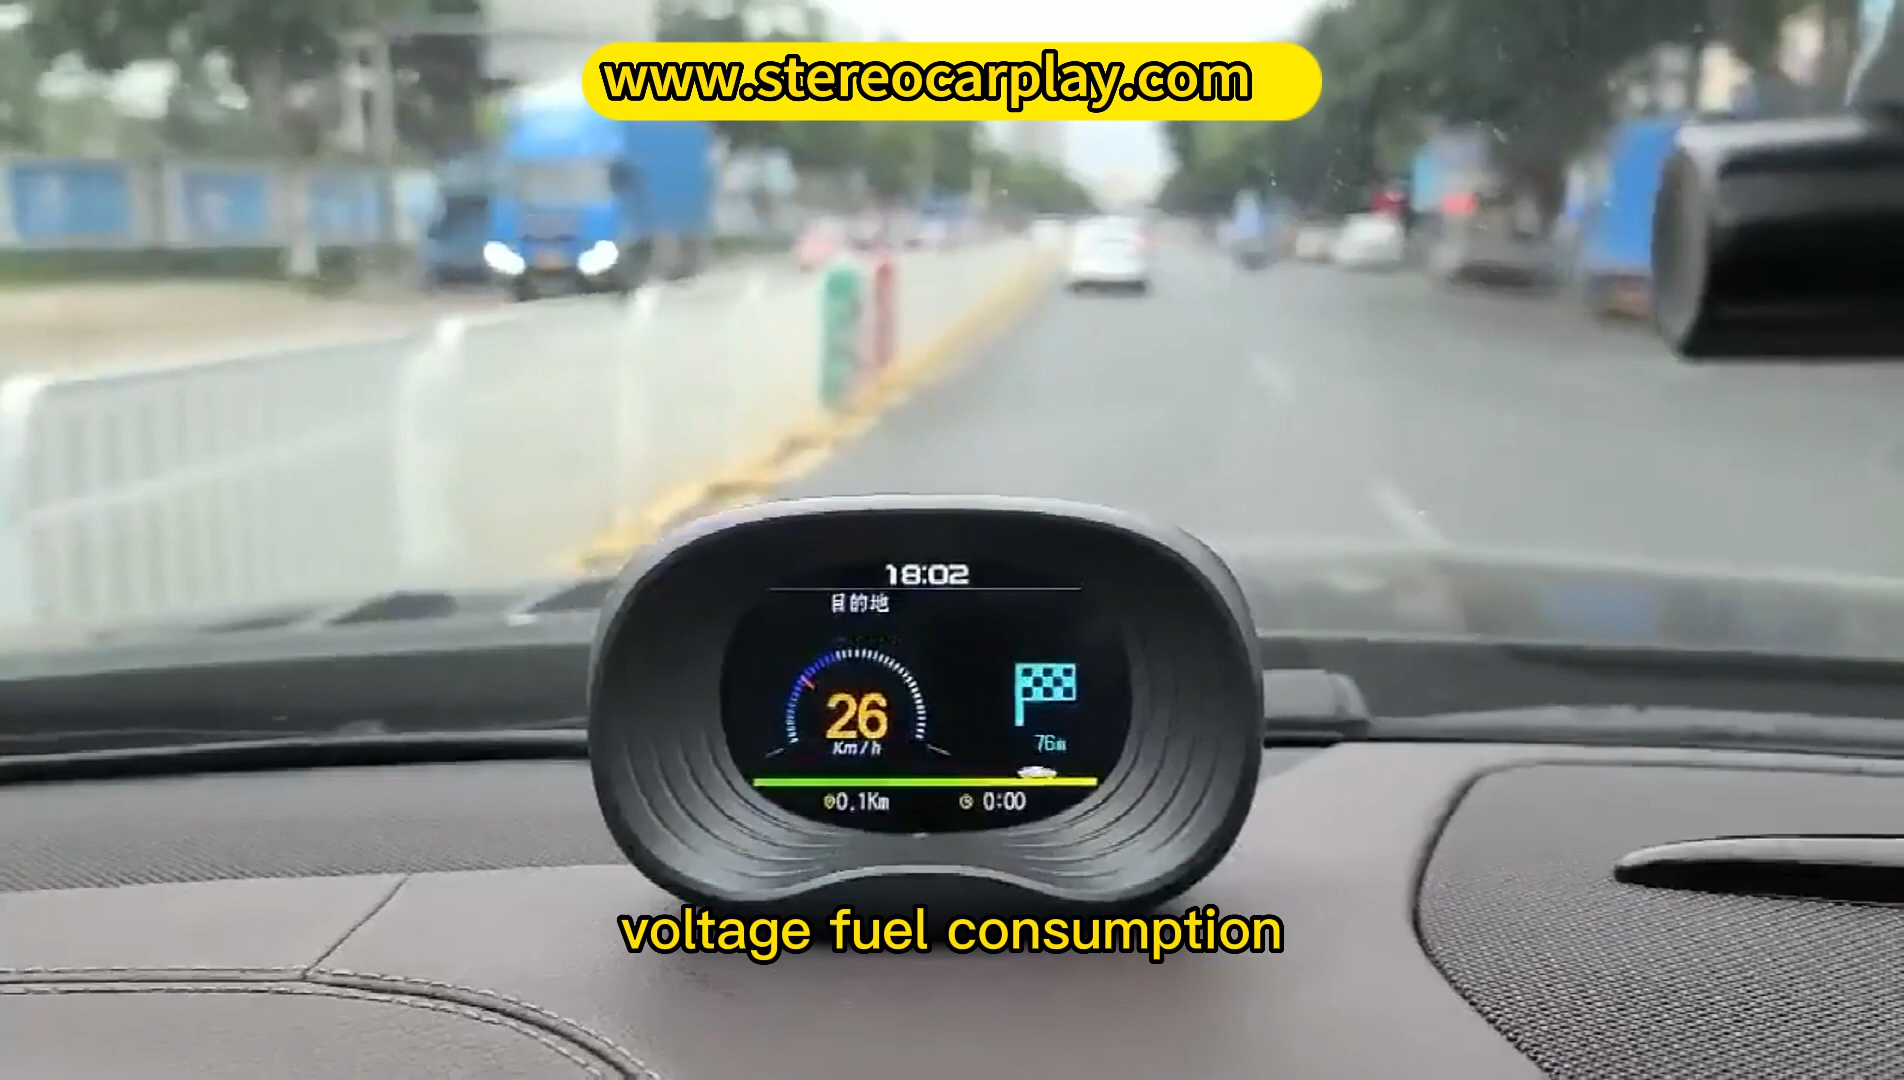 www.stereocarplay.com
18:02
目的地
26
Km/h
76m
0.1Km
0:00
voltage fuel consumption